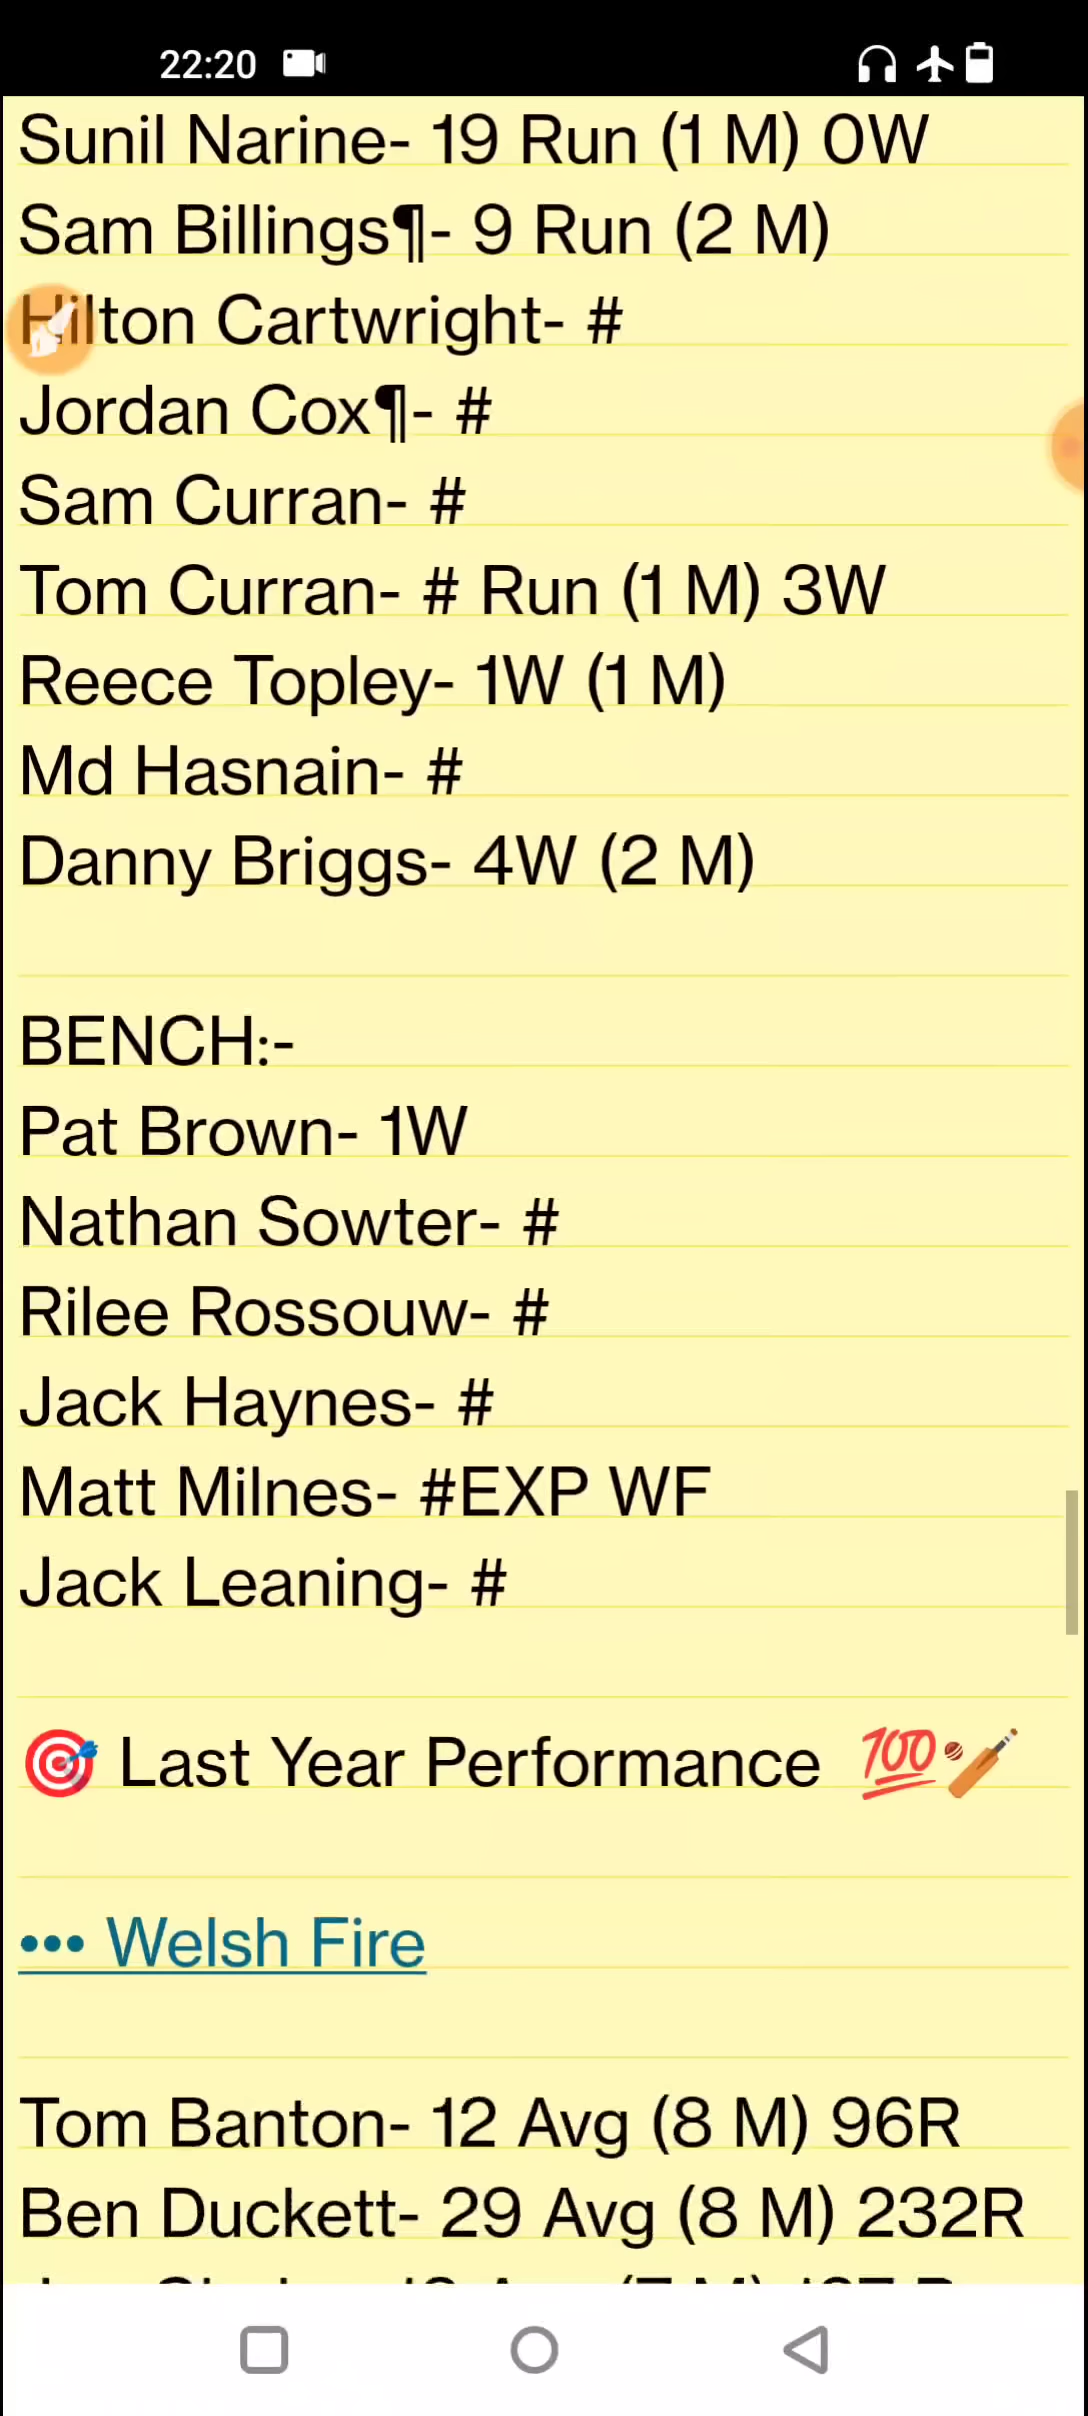 22:20
Sunil Narine- 19 Run (1 M) 0W
Sam Billings¶- 9 Run (2 M)
Hilton Cartwright- #
Jordan Cox¶- #
Sam Curran- #
Tom Curran- # Run (1 M) 3W
Reece Topley- 1W (1 M)
Md Hasnain- #
Danny Briggs- 4W (2 M)
BENCH:-
Pat Brown- 1W
Nathan Sowter- #
Rilee Rossouw- #
Jack Haynes- #
Matt Milnes- #EXP WF
Jack Leaning- #
🎯 Last Year Performance 💯🏏
••• Welsh Fire
Tom Banton- 12 Avg (8 M) 96R
Ben Duckett- 29 Avg (8 M) 232R